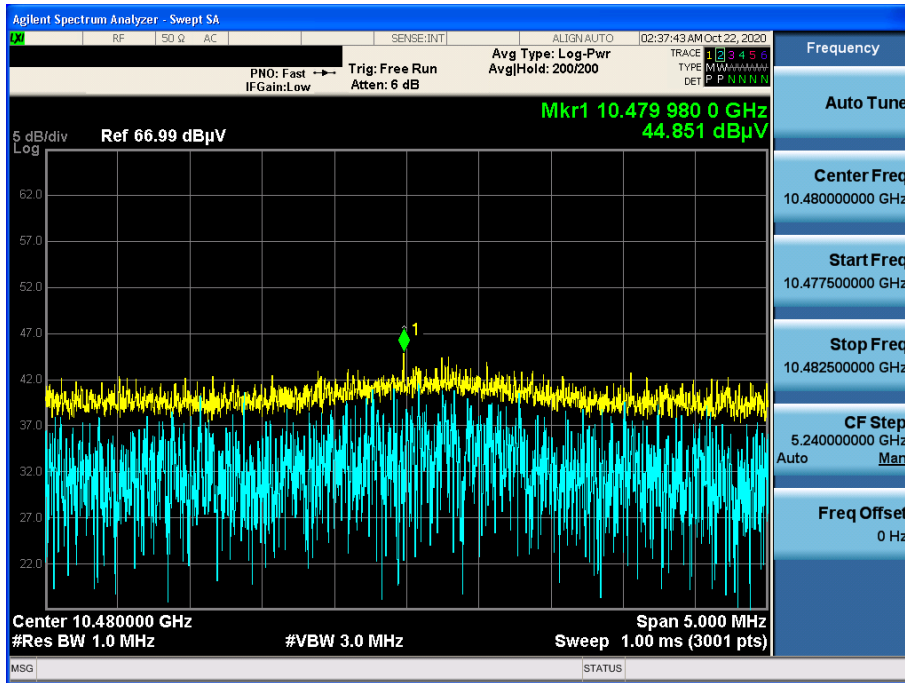 Agilent Spectrum Analyzer - Swept SA
LXI RF 50 Ω AC SENSE:INT ALIGN AUTO 02:37:43 AM Oct 22, 2020
PNO: Fast IFGain:Low
Trig: Free Run Atten: 6 dB
Avg Type: Log-Pwr Avg|Hold: 200/200
TRACE 1 2 3 4 5 6
TYPE M W
DET P P N N N N
Mkr1 10.479 980 0 GHz
44.851 dBµV
5 dB/div Ref 66.99 dBµV
Log
62.0
57.0
52.0
47.0
1
42.0
37.0
32.0
27.0
22.0
Center 10.480000 GHz Span 5.000 MHz
#Res BW 1.0 MHz #VBW 3.0 MHz Sweep 1.00 ms (3001 pts)
MSG STATUS
Frequency
Auto Tune
Center Freq
10.480000000 GHz
Start Freq
10.477500000 GHz
Stop Freq
10.482500000 GHz
CF Step
5.240000000 GHz
Auto Man
Freq Offset
0 Hz